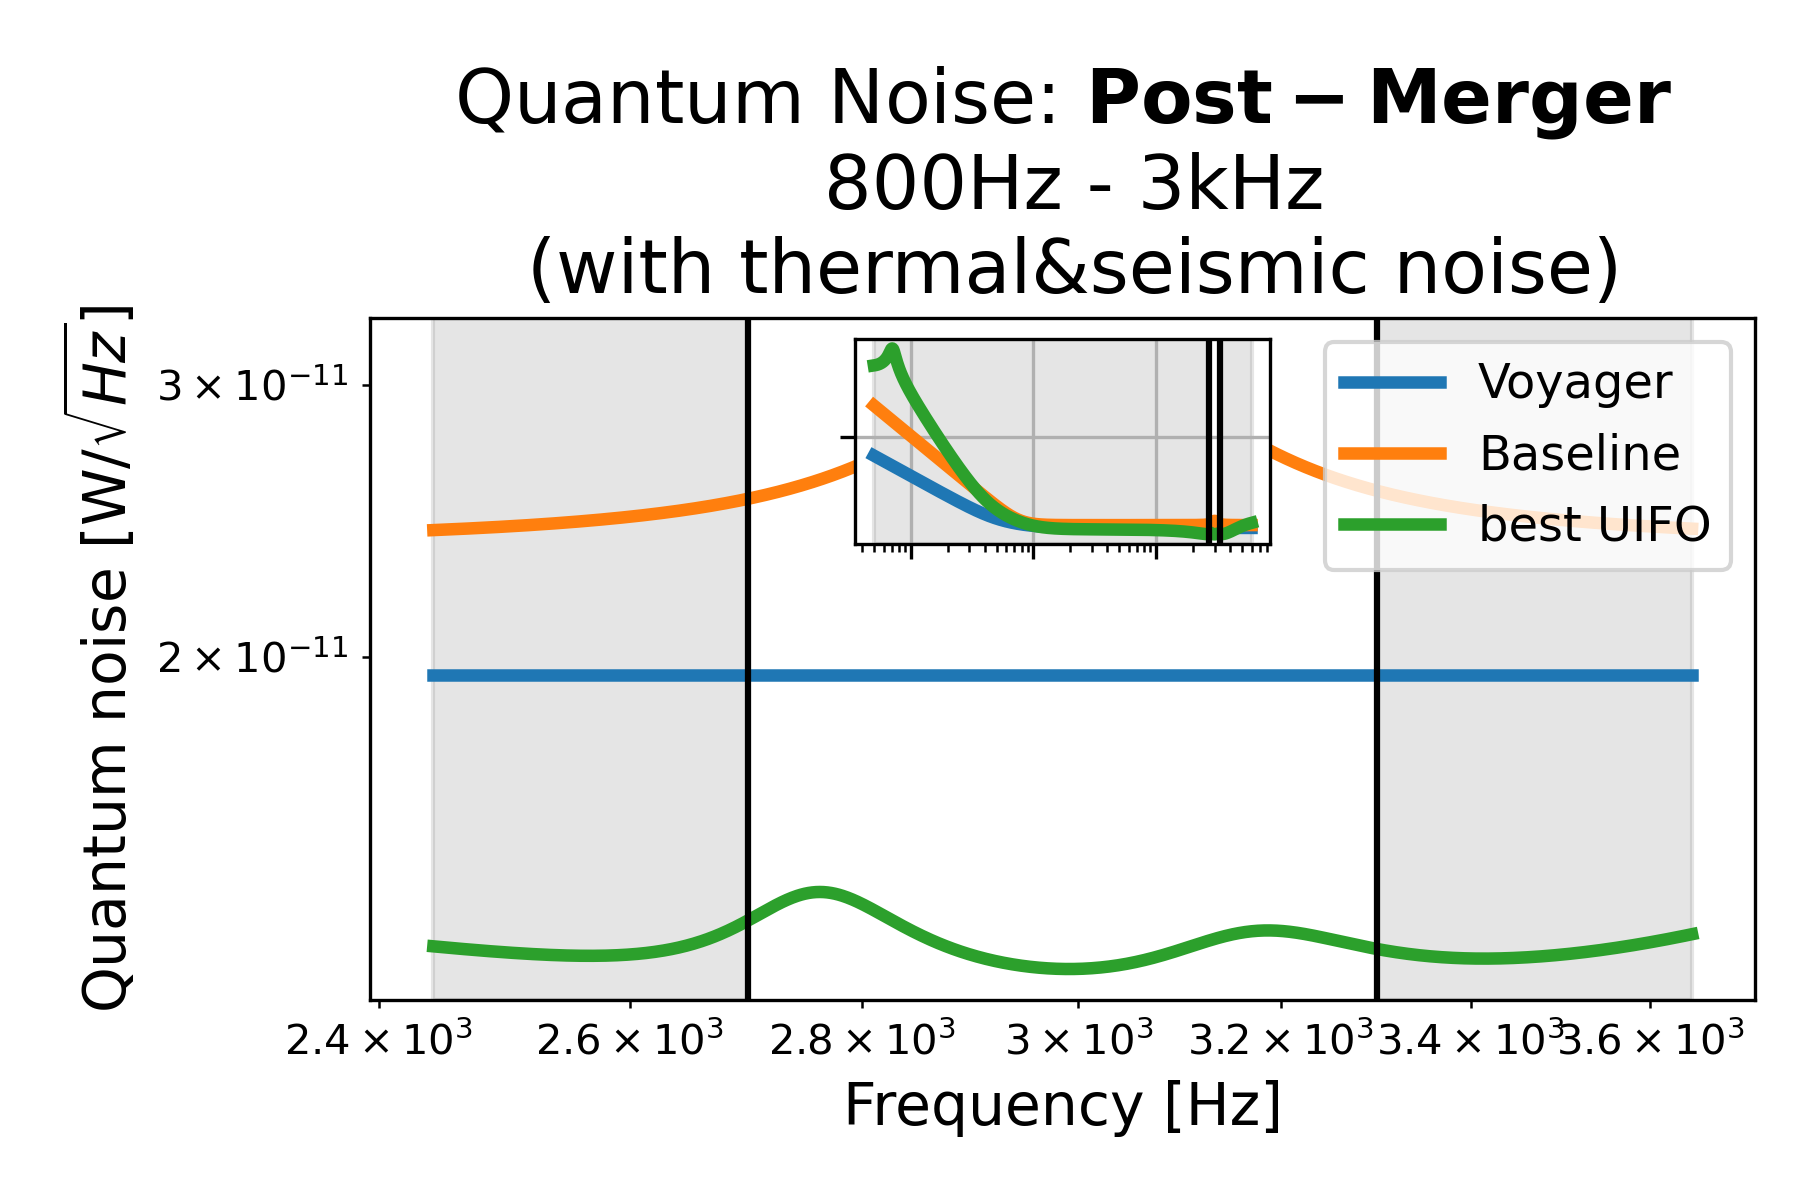 Quantum Noise: Post − Merger
800Hz - 3kHz
(with thermal&seismic noise)
Quantum noise [W/√Hz]
3 × 10⁻¹¹
2 × 10⁻¹¹
Voyager
Baseline
best UIFO
2.4 × 10³ 2.6 × 10³ 2.8 × 10³ 3 × 10³ 3.2 × 10³ 3.4 × 10³ 3.6 × 10³
Frequency [Hz]